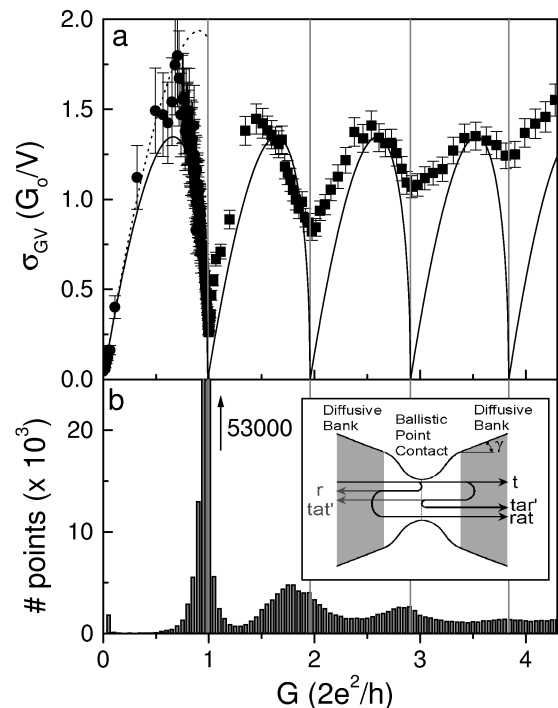 a
2.0
1.5
1.0
0.5
0.0
σGV (Go/V)
b
53000
20
10
0
# points (x 10³)
Diffusive Bank
Ballistic Point Contact
Diffusive Bank
γ
r
tat'
t
tar'
rat
0 1 2 3 4
G (2e²/h)